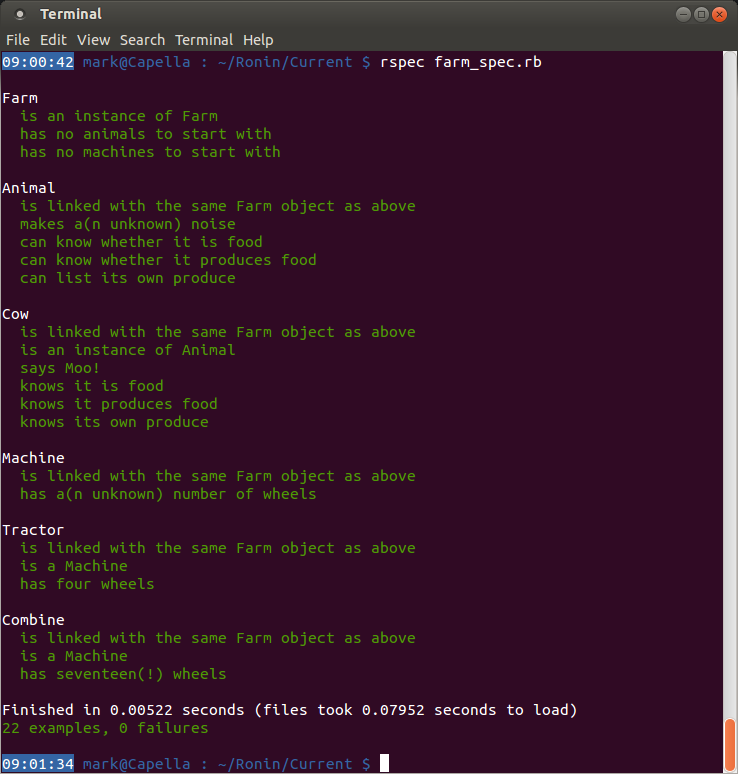 Terminal
File Edit View Search Terminal Help
09:00:42 mark@Capella : ~/Ronin/Current $ rspec farm_spec.rb
Farm
is an instance of Farm
has no animals to start with
has no machines to start with
Animal
is linked with the same Farm object as above
makes a(n unknown) noise
can know whether it is food
can know whether it produces food
can list its own produce
Cow
is linked with the same Farm object as above
is an instance of Animal
says Moo!
knows it is food
knows it produces food
knows its own produce
Machine
is linked with the same Farm object as above
has a(n unknown) number of wheels
Tractor
is linked with the same Farm object as above
is a Machine
has four wheels
Combine
is linked with the same Farm object as above
is a Machine
has seventeen(!) wheels
Finished in 0.00522 seconds (files took 0.07952 seconds to load)
22 examples, 0 failures
09:01:34 mark@Capella : ~/Ronin/Current $